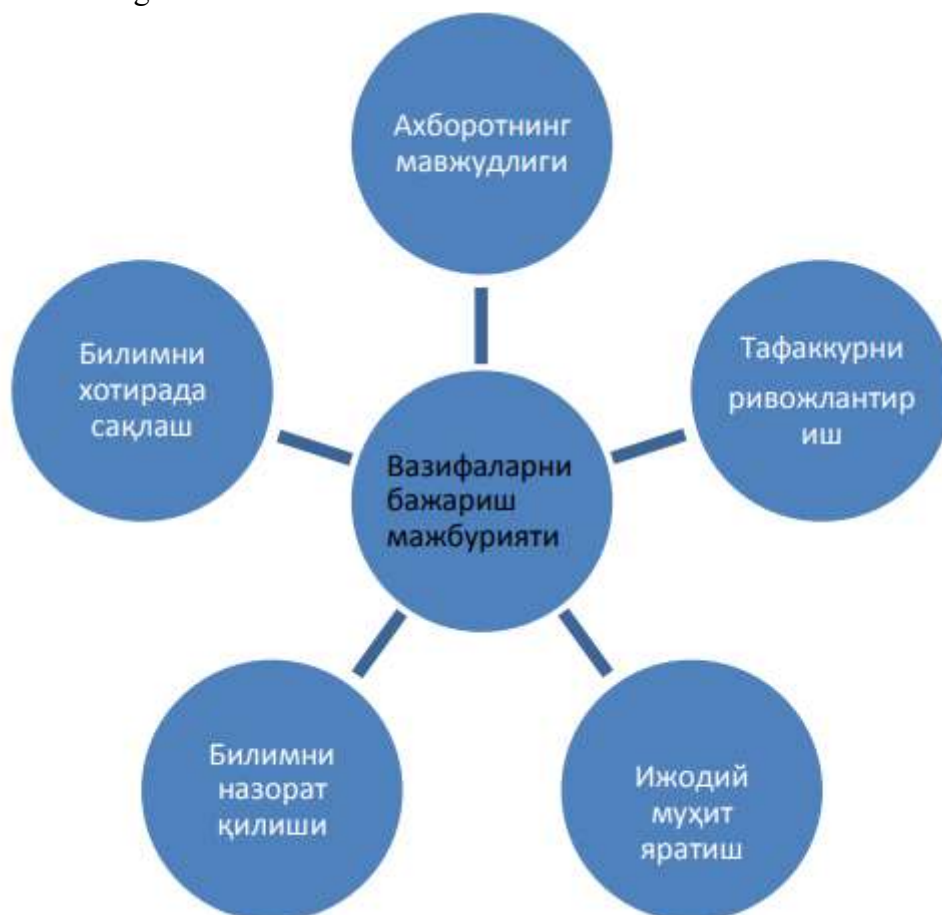 Ахборотнинг
мавжудлиги
Тафаккурни
ривожлантир
иш
Ижодий
муҳит
яратиш
Билимни
назорат
қилиши
Билимни
хотирада
сақлаш
Вазифаларни
бажариш
мажбурияти